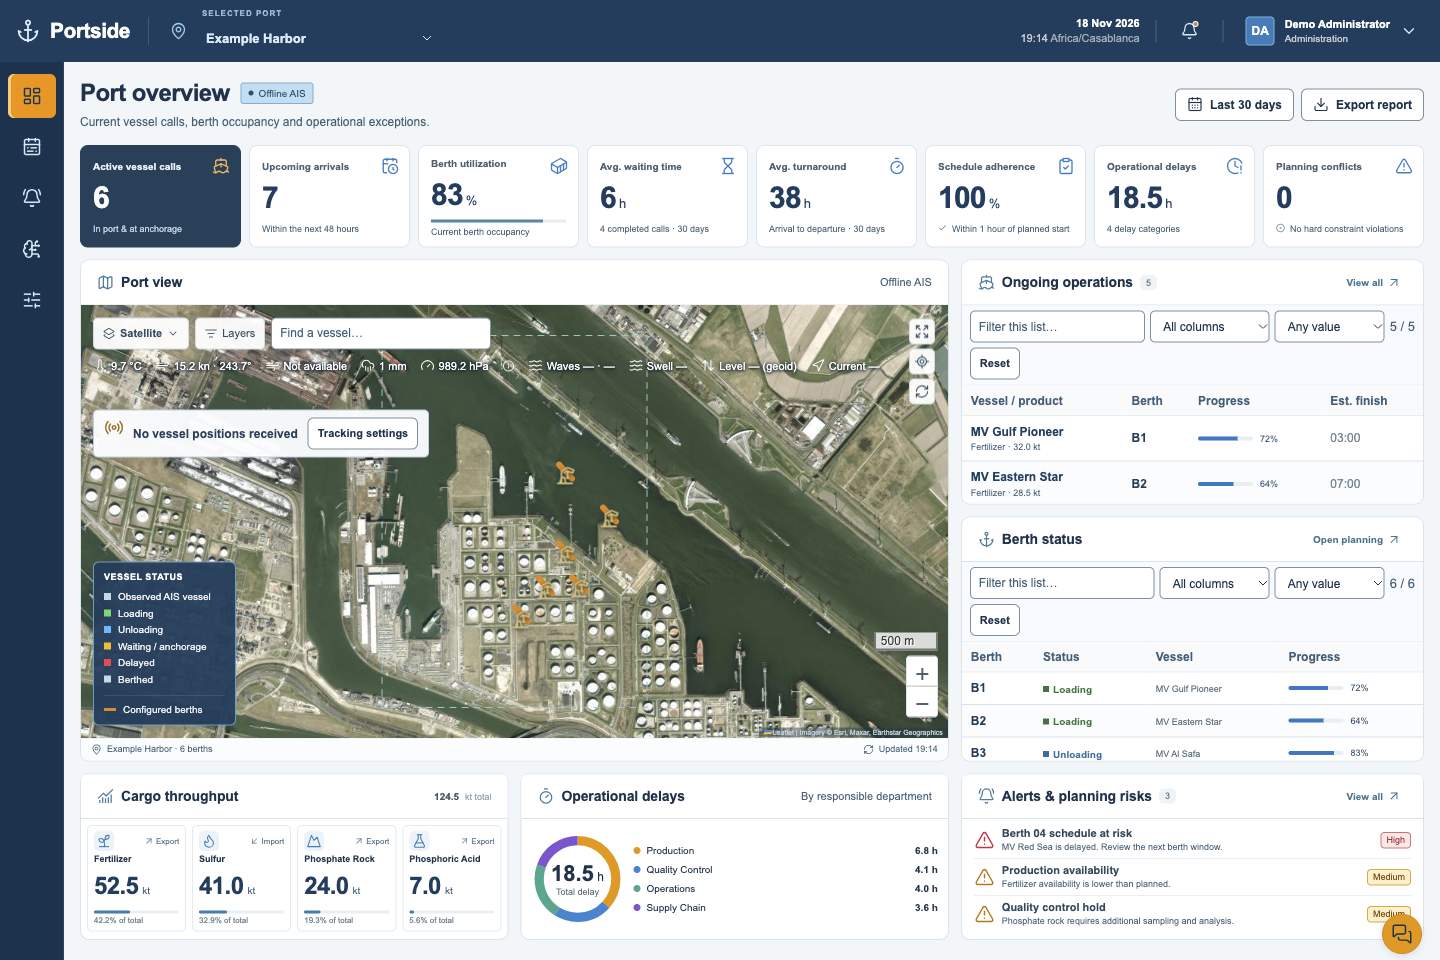 Portside
SELECTED PORT
Example Harbor
18 Nov 2026
19:14 Africa/Casablanca
DA
Demo Administrator
Administration
Port overview
Offline AIS
Current vessel calls, berth occupancy and operational exceptions.
Last 30 days
Export report
Active vessel calls
6
In port & at anchorage
Upcoming arrivals
7
Within the next 48 hours
Berth utilization
83 %
Current berth occupancy
Avg. waiting time
6 h
4 completed calls · 30 days
Avg. turnaround
38 h
Arrival to departure · 30 days
Schedule adherence
100 %
Within 1 hour of planned start
Operational delays
18.5 h
4 delay categories
Planning conflicts
0
No hard constraint violations
Port view
Offline AIS
Satellite
Layers
Find a vessel...
9.7 °C
15.2 kn · 243.7°
Not available
1 mm
989.2 hPa
Waves — · —
Swell —
Level — (geoid)
Current —
No vessel positions received
Tracking settings
VESSEL STATUS
Observed AIS vessel
Loading
Unloading
Waiting / anchorage
Delayed
Berthed
Configured berths
500 m
+
−
Leaflet | Imagery © Esri, Maxar, Earthstar Geographics
Example Harbor · 6 berths
Updated 19:14
Ongoing operations 5
View all
Filter this list...
All columns
Any value
5 / 5
Reset
Vessel / product Berth Progress Est. finish
MV Gulf Pioneer B1 72% 03:00
Fertilizer · 32.0 kt
MV Eastern Star B2 64% 07:00
Fertilizer · 28.5 kt
Berth status
Open planning
Filter this list...
All columns
Any value
6 / 6
Reset
Berth Status Vessel Progress
B1 Loading MV Gulf Pioneer 72%
B2 Loading MV Eastern Star 64%
B3 Unloading MV Al Safa 83%
Cargo throughput
124.5 kt total
Export
Fertilizer
52.5 kt
42.2% of total
Import
Sulfur
41.0 kt
32.9% of total
Export
Phosphate Rock
24.0 kt
19.3% of total
Export
Phosphoric Acid
7.0 kt
5.6% of total
Operational delays
By responsible department
18.5 h
Total delay
Production 6.8 h
Quality Control 4.1 h
Operations 4.0 h
Supply Chain 3.6 h
Alerts & planning risks 3
View all
Berth 04 schedule at risk
MV Red Sea is delayed. Review the next berth window.
High
Production availability
Fertilizer availability is lower than planned.
Medium
Quality control hold
Phosphate rock requires additional sampling and analysis.
Medium